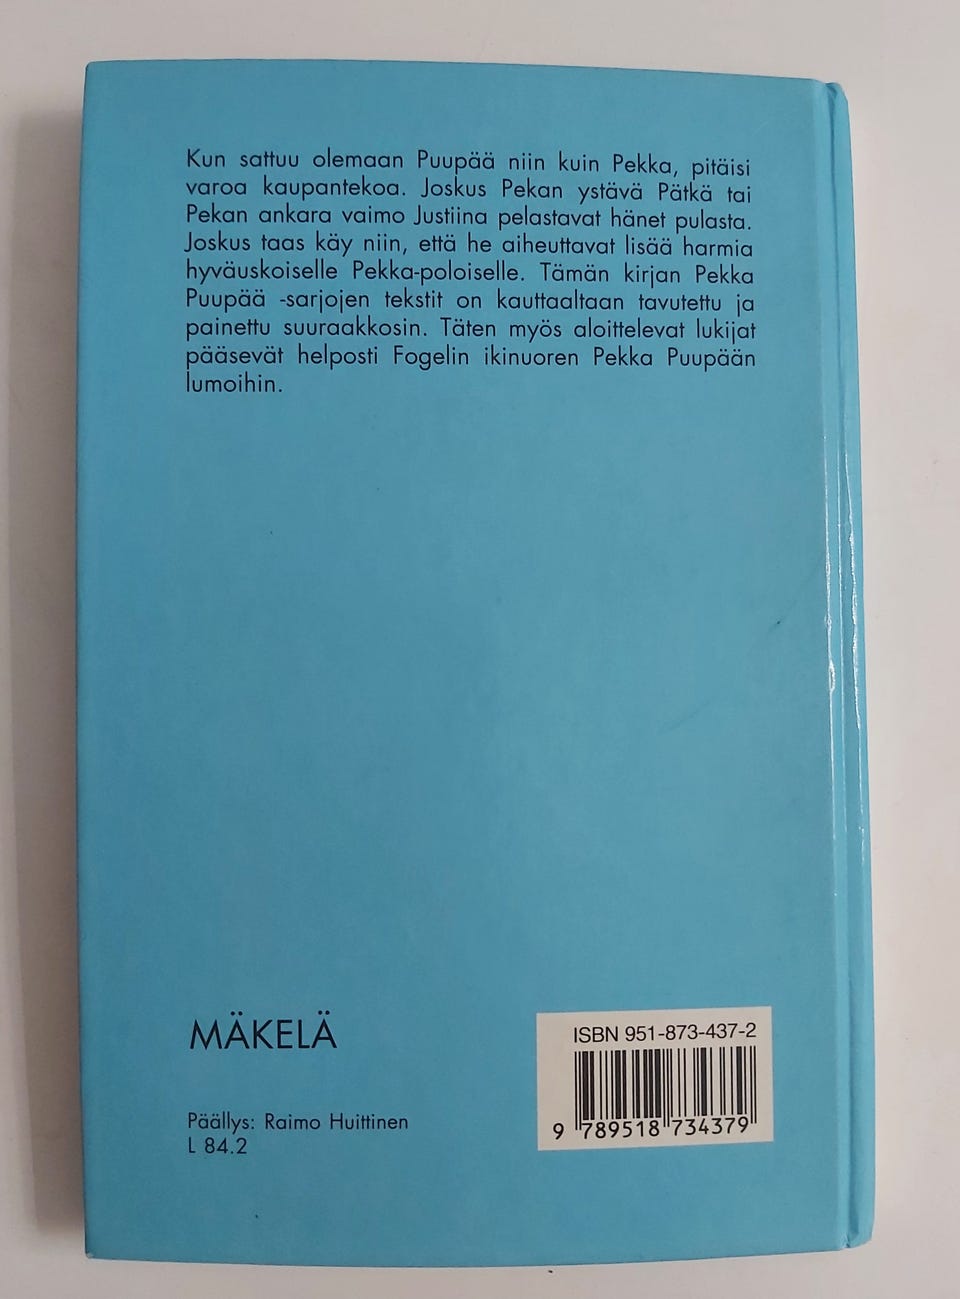 Kun sattuu olemaan Puupää niin kuin Pekka, pitäisi
varoa kaupantekoa. Joskus Pekan ystävä Pätkä tai
Pekan ankara vaimo Justiina pelastavat hänet pulasta.
Joskus taas käy niin, että he aiheuttavat lisää harmia
hyväuskoiselle Pekka-poloiselle. Tämän kirjan Pekka
Puupää -sarjojen tekstit on kauttaaltaan tavutettu ja
painettu suuraakkosin. Täten myös aloittelevat lukijat
pääsevät helposti Fogelin ikinuoren Pekka Puupään
lumoihin.
MÄKELÄ
Päällys: Raimo Huittinen
L 84.2
ISBN 951-873-437-2
9 789518 734379